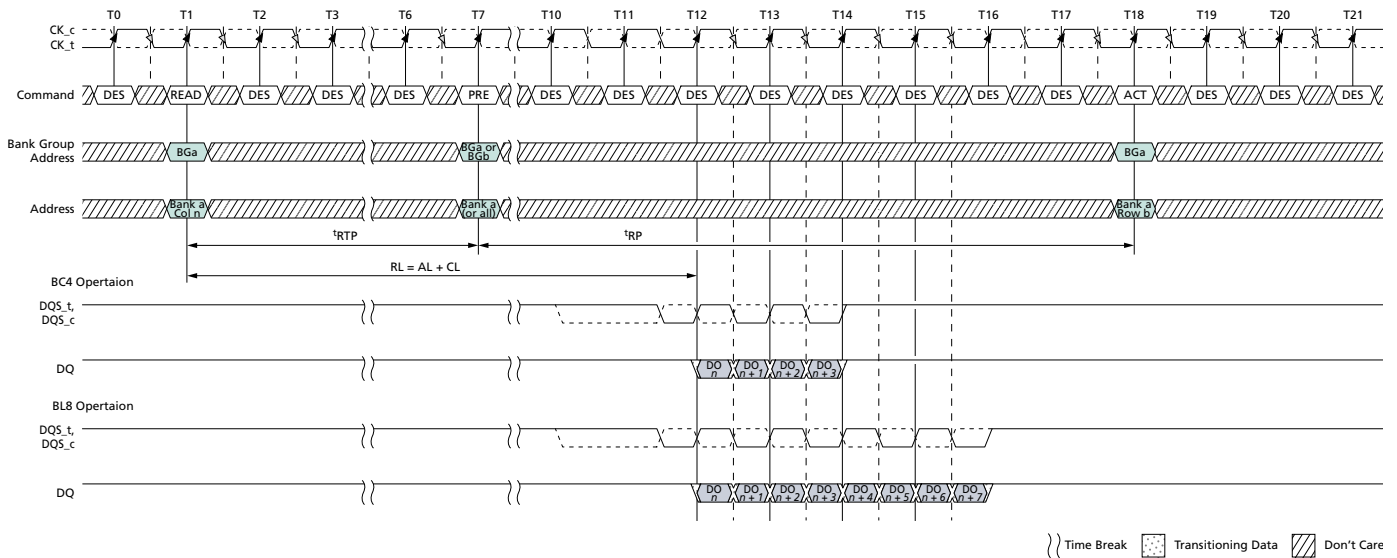 T0 T1 T2 T3 T6 T7 T10 T11 T12 T13 T14 T15 T16 T17 T18 T19 T20 T21
CK_c
CK_t
Command DES READ DES DES DES PRE DES DES DES DES DES DES DES DES ACT DES DES DES
Bank Group
Address
BGa
BGa or
BGb
BGa
Address
Bank a
Col n
Bank a
(or all)
Bank a
Row b
tRTP tRP
RL = AL + CL
BC4 Opertaion
DQS_t,
DQS_c
DQ
DO
n
DO
n + 1
DO
n + 2
DO
n + 3
BL8 Opertaion
DQS_t,
DQS_c
DQ
DO
n
DO
n + 1
DO
n + 2
DO
n + 3
DO
n + 4
DO
n + 5
DO
n + 6
DO
n + 7
Time Break Transitioning Data Don't Care